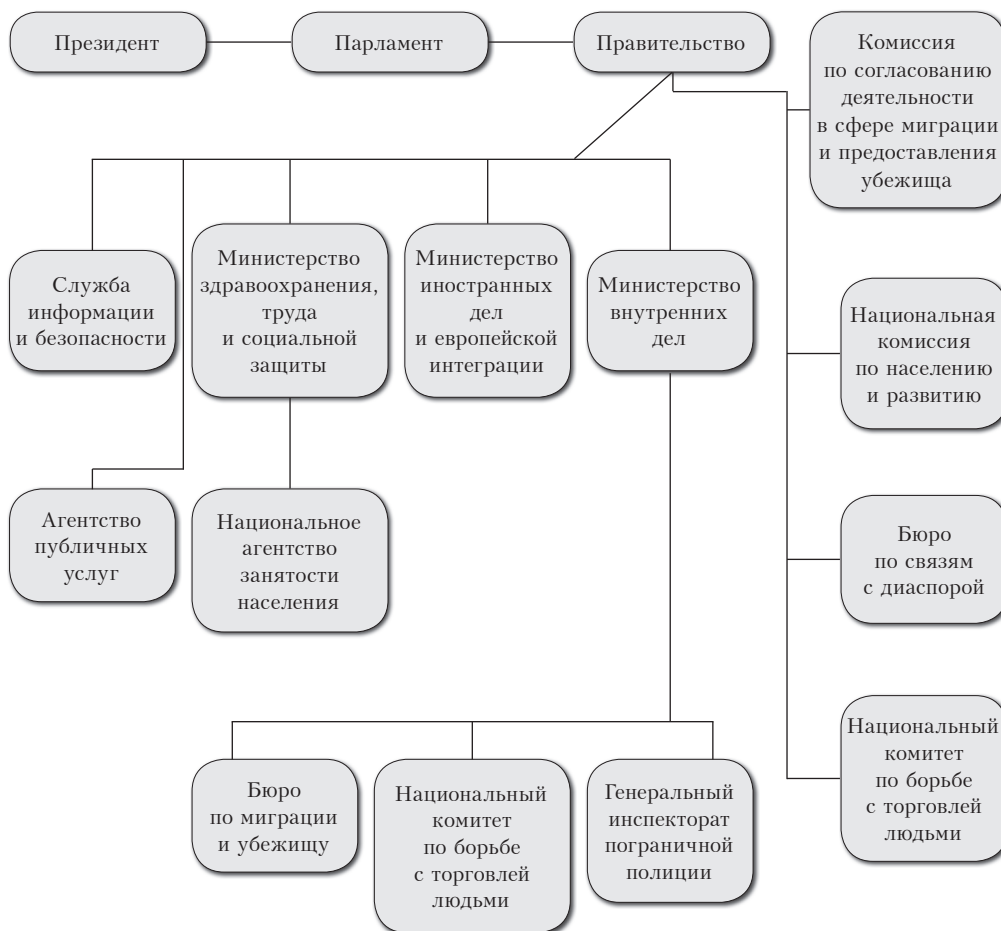 Президент
Парламент
Правительство
Комиссия
по согласованию
деятельности
в сфере миграции
и предоставления
убежища
Служба
информации
и безопасности
Министерство
здравоохранения,
труда
и социальной
защиты
Министерство
иностранных
дел
и европейской
интеграции
Министерство
внутренних
дел
Национальная
комиссия
по населению
и развитию
Агентство
публичных
услуг
Национальное
агентство
занятости
населения
Бюро
по связям
с диаспорой
Бюро
по миграции
и убежищу
Национальный
комитет
по борьбе
с торговлей
людьми
Генеральный
инспекторат
пограничной
полиции
Национальный
комитет
по борьбе
с торговлей
людьми